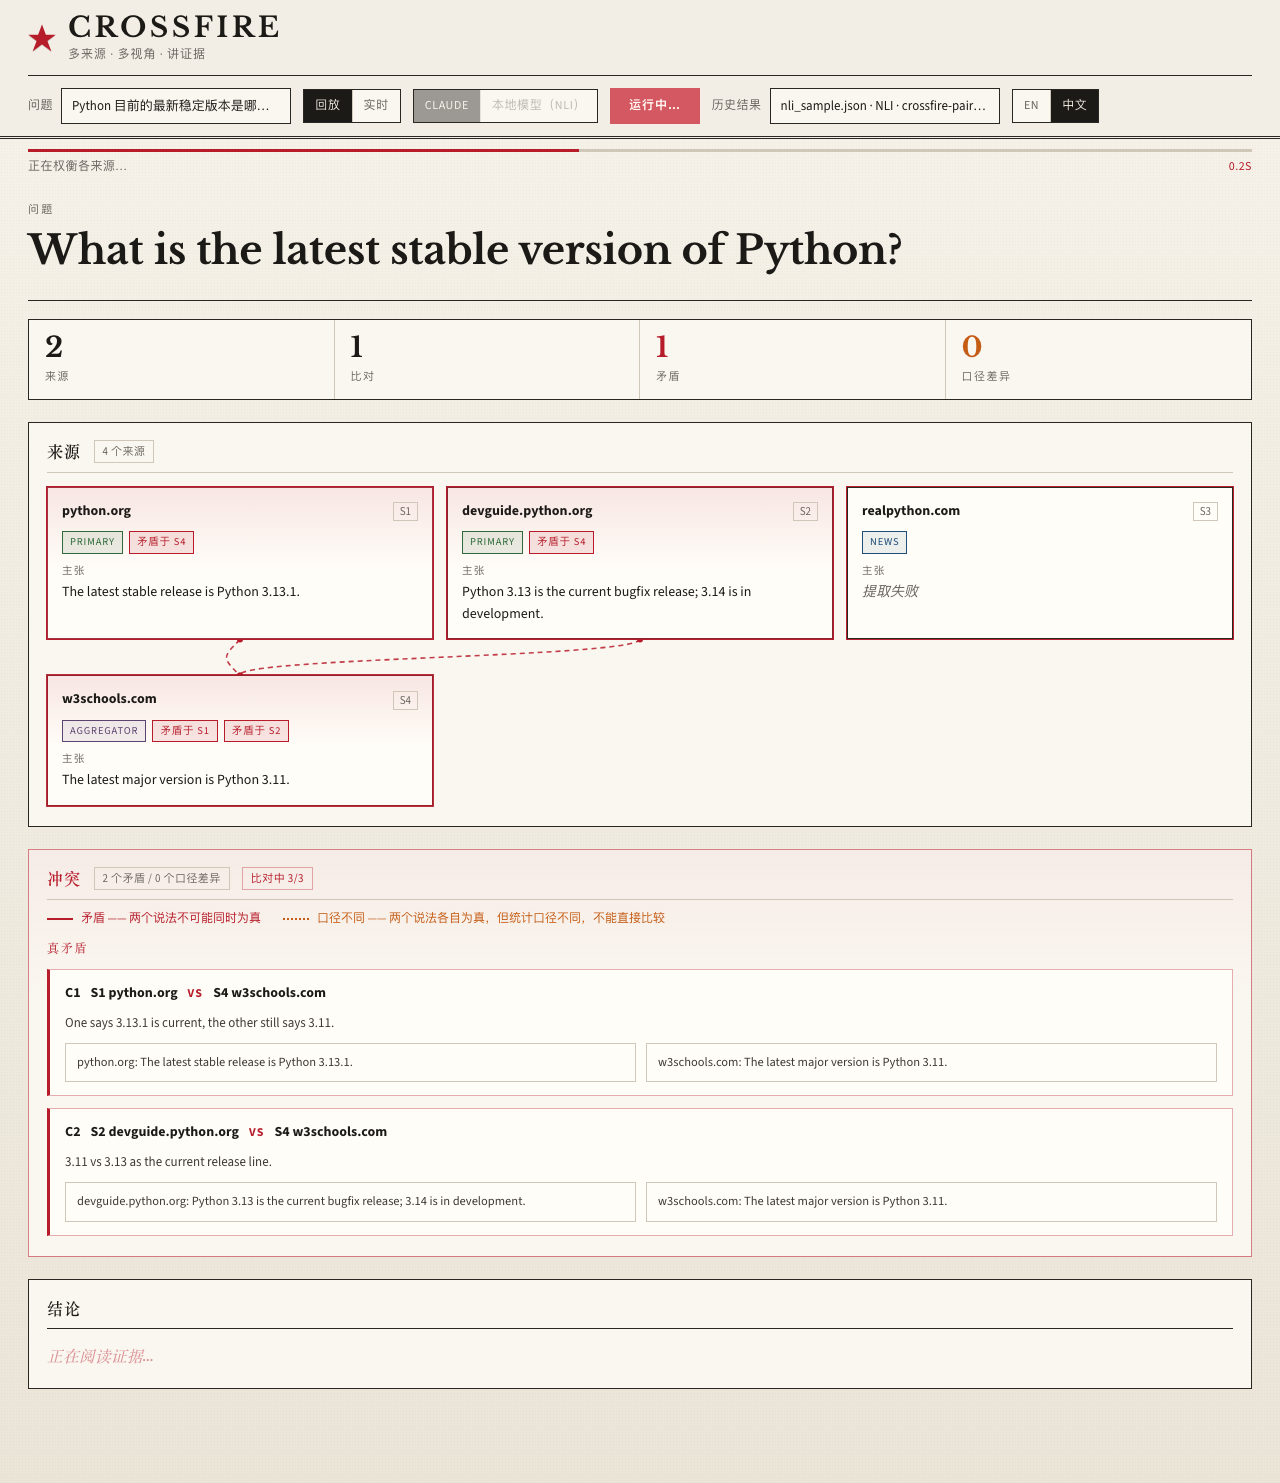 CROSSFIRE
多来源 · 多视角 · 讲证据
问题 Python 目前的最新稳定版本是哪… 回放 实时 CLAUDE 本地模型（NLI） 运行中… 历史结果 nli_sample.json · NLI · crossfire-pair… EN 中文
正在权衡各来源… 0.2S
问题
What is the latest stable version of Python?
2 1 1 0
来源 比对 矛盾 口径差异
来源 4 个来源
python.org S1
PRIMARY 矛盾于 S4
主张
The latest stable release is Python 3.13.1.
devguide.python.org S2
PRIMARY 矛盾于 S4
主张
Python 3.13 is the current bugfix release; 3.14 is in
development.
realpython.com S3
NEWS
主张
提取失败
w3schools.com S4
AGGREGATOR 矛盾于 S1 矛盾于 S2
主张
The latest major version is Python 3.11.
冲突 2 个矛盾 / 0 个口径差异 比对中 3/3
矛盾 —— 两个说法不可能同时为真 口径不同 —— 两个说法各自为真，但统计口径不同，不能直接比较
真矛盾
C1 S1 python.org VS S4 w3schools.com
One says 3.13.1 is current, the other still says 3.11.
python.org: The latest stable release is Python 3.13.1. w3schools.com: The latest major version is Python 3.11.
C2 S2 devguide.python.org VS S4 w3schools.com
3.11 vs 3.13 as the current release line.
devguide.python.org: Python 3.13 is the current bugfix release; 3.14 is in development. w3schools.com: The latest major version is Python 3.11.
结论
正在阅读证据…